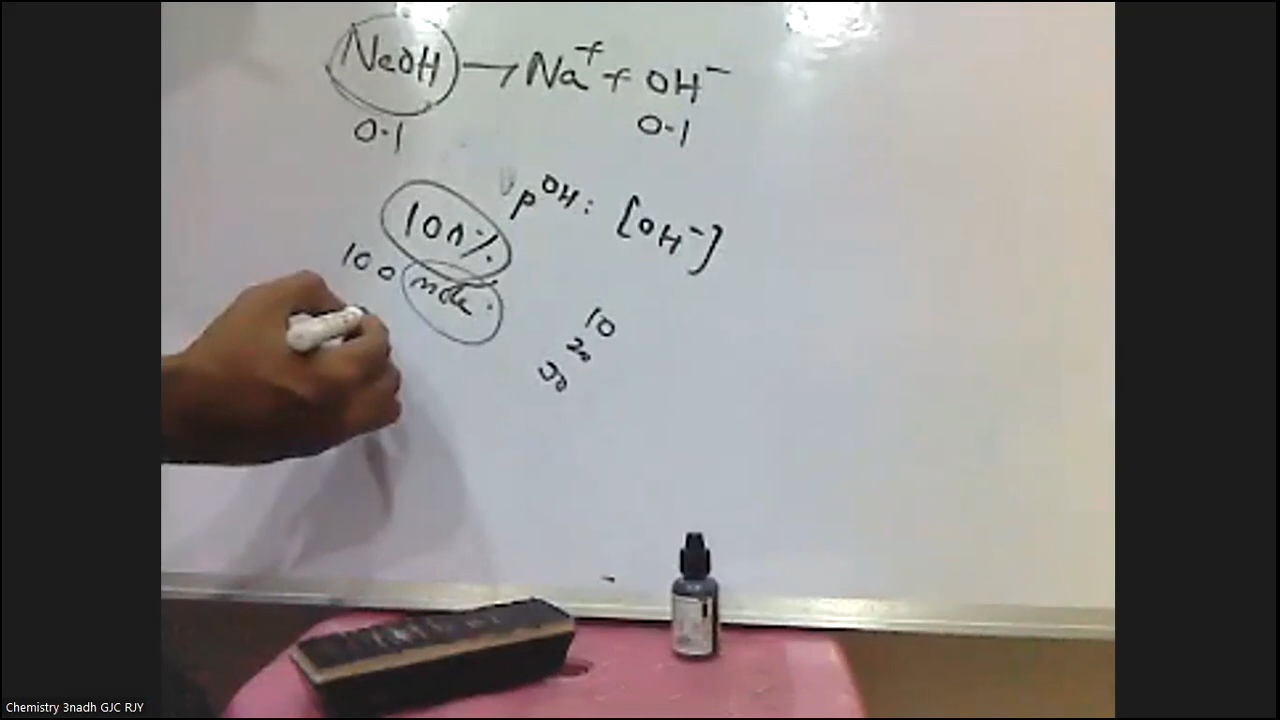 NaOH → Na⁺ + OH⁻
0.1 0.1
pOH : [OH⁻]
100%
100 mole
10
20
30
Chemistry 3nadh GJC RJY